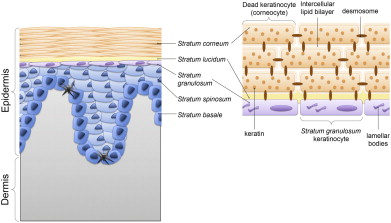 Epidermis
Dermis
Stratum corneum
Stratum lucidum
Stratum
granulosum
Stratum spinosum
Stratum basale
Dead keratinocyte
(corneocyte)
Intercellular
lipid bilayer
desmosome
keratin
Stratum granulosum
keratinocyte
lamellar
bodies